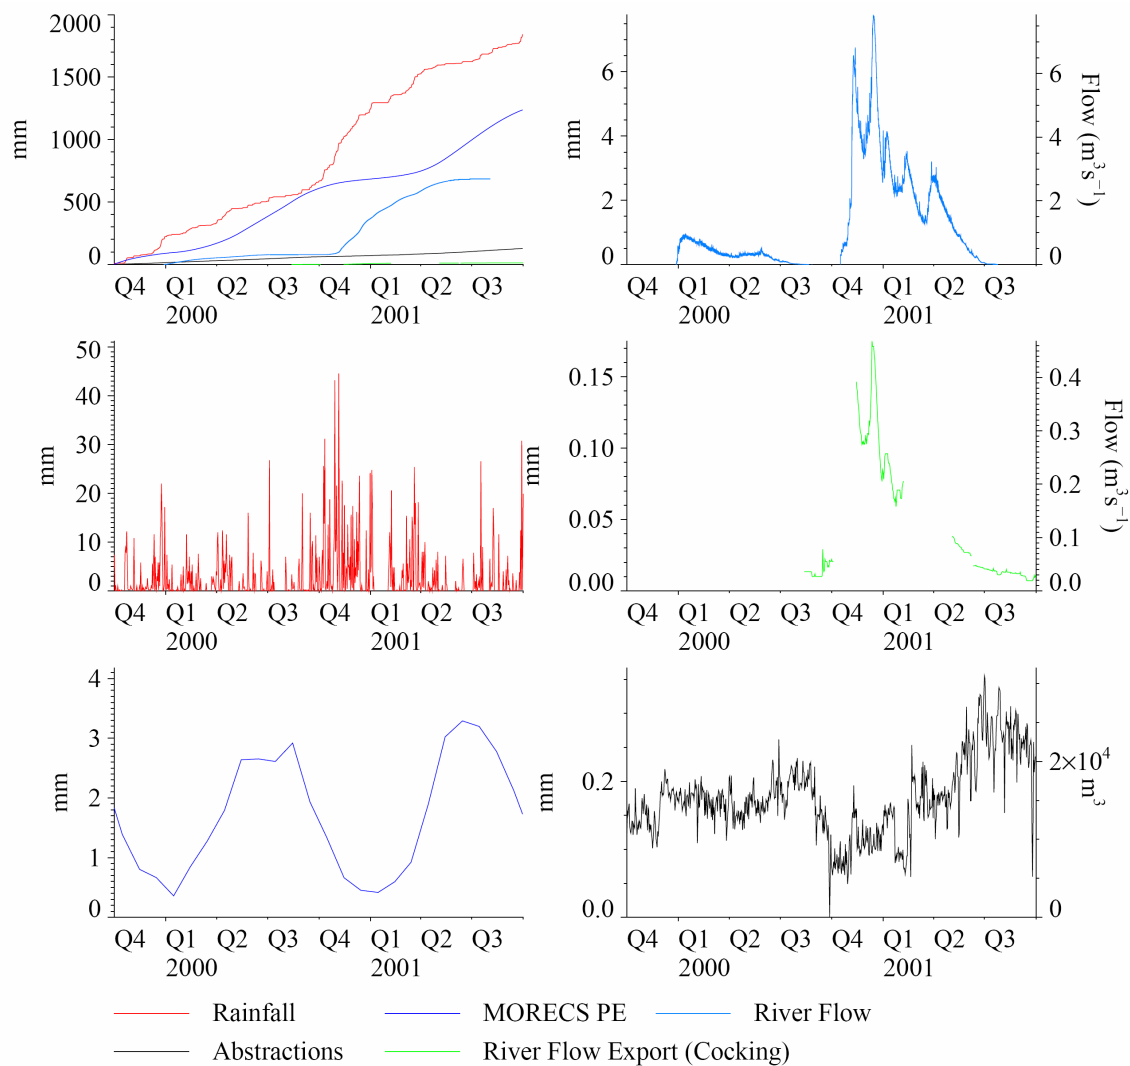 2000
1500
1000
500
0
mm
Q4 Q1 Q2 Q3 Q4 Q1 Q2 Q3
2000 2001
6
4
2
0
mm
6
4
2
0
Flow (m³s⁻¹)
Q4 Q1 Q2 Q3 Q4 Q1 Q2 Q3
2000 2001
50
40
30
20
10
0
mm
Q4 Q1 Q2 Q3 Q4 Q1 Q2 Q3
2000 2001
0.15
0.10
0.05
0.00
mm
0.4
0.3
0.2
0.1
0.0
Flow (m³s⁻¹)
Q4 Q1 Q2 Q3 Q4 Q1 Q2 Q3
2000 2001
4
3
2
1
0
mm
Q4 Q1 Q2 Q3 Q4 Q1 Q2 Q3
2000 2001
0.2
0.0
mm
2×10⁴
0
m³
Q4 Q1 Q2 Q3 Q4 Q1 Q2 Q3
2000 2001
Rainfall MORECS PE River Flow
Abstractions River Flow Export (Cocking)